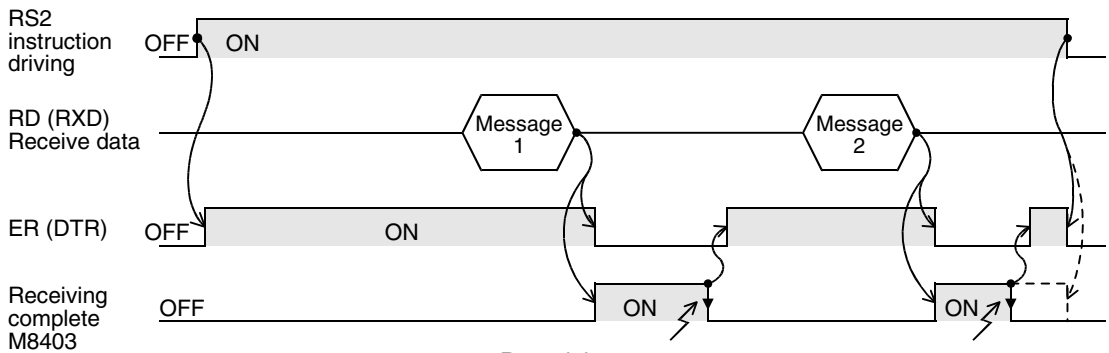 RS2
instruction
driving
OFF
ON
RD (RXD)
Receive data
Message
1
Message
2
ER (DTR)
OFF
ON
Receiving
complete
M8403
OFF
ON
ON